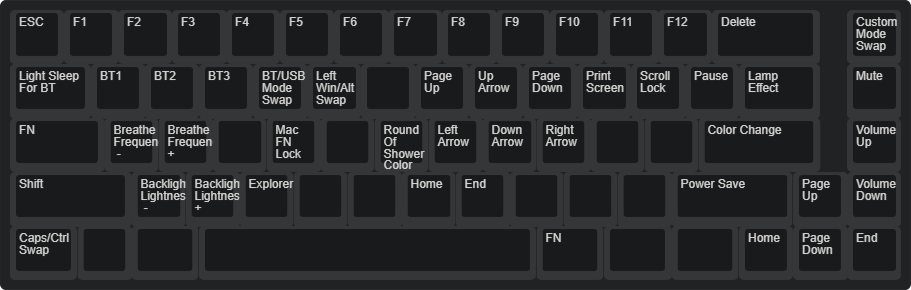 ESC F1 F2 F3 F4 F5 F6 F7 F8 F9 F10 F11 F12 Delete Custom
Mode
Swap
Light Sleep
For BT
BT1 BT2 BT3
BT/USB
Mode
Swap
Left
Win/Alt
Swap
Page
Up
Up
Arrow
Page
Down
Print
Screen
Scroll
Lock
Pause
Lamp
Effect
Mute
FN
Breathe
Frequen
-
Breathe
Frequen
+
Mac
FN
Lock
Round
Of
Shower
Color
Left
Arrow
Down
Arrow
Right
Arrow
Color Change
Volume
Up
Shift
Backligh
Lightnes
-
Backligh
Lightnes
+
Explorer
Home
End
Power Save
Page
Up
Volume
Down
Caps/Ctrl
Swap
FN
Home
Page
Down
End